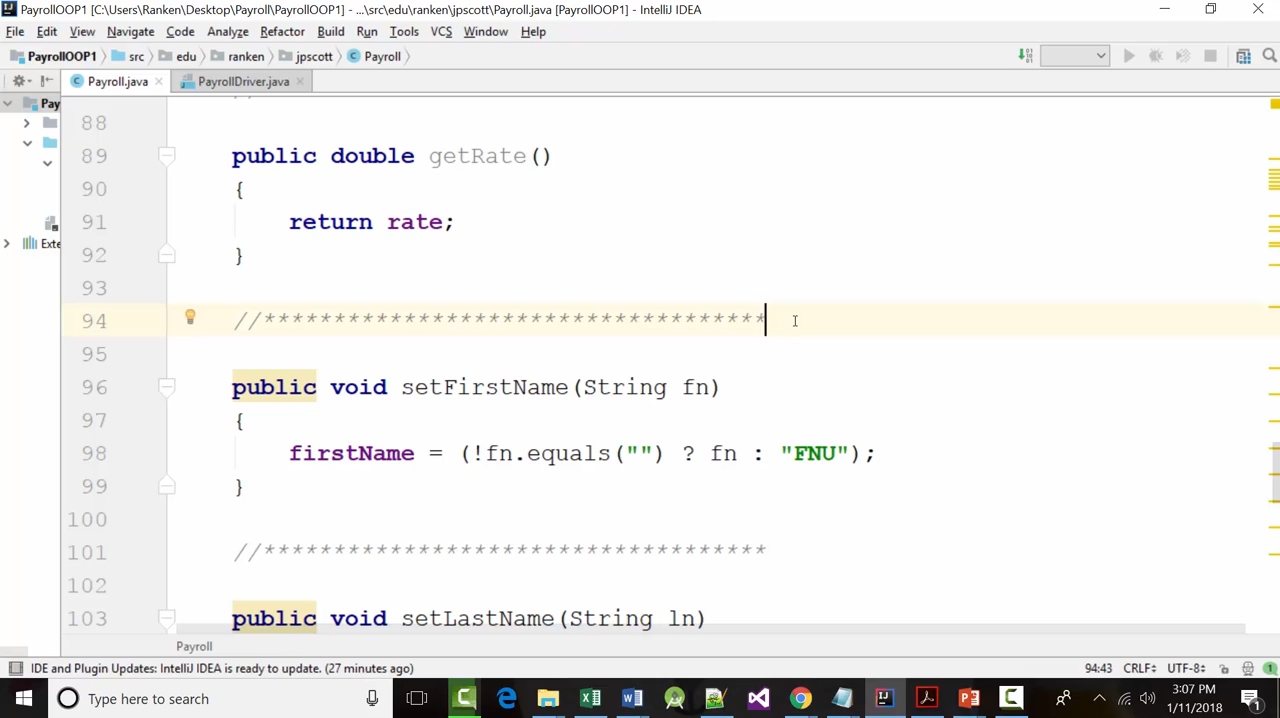 PayrollOOP1 [C:\Users\Ranken\Desktop\Payroll\PayrollOOP1] - ...\src\edu\ranken\jpscott\Payroll.java [PayrollOOP1] - IntelliJ IDEA
File Edit View Navigate Code Analyze Refactor Build Run Tools VCS Window Help
PayrollOOP1 src edu ranken jpscott Payroll
Payroll.java PayrollDriver.java
Pay
Exte
88
89 public double getRate()
90 {
91 return rate;
92 }
93
94 //************************************
95
96 public void setFirstName(String fn)
97 {
98 firstName = (!fn.equals("") ? fn : "FNU");
99 }
100
101 //************************************
102
103 public void setLastName(String ln)
Payroll
IDE and Plugin Updates: IntelliJ IDEA is ready to update. (27 minutes ago) 94:43 CRLF÷ UTF-8÷ 1
Type here to search
3:07 PM
1/11/2018
1